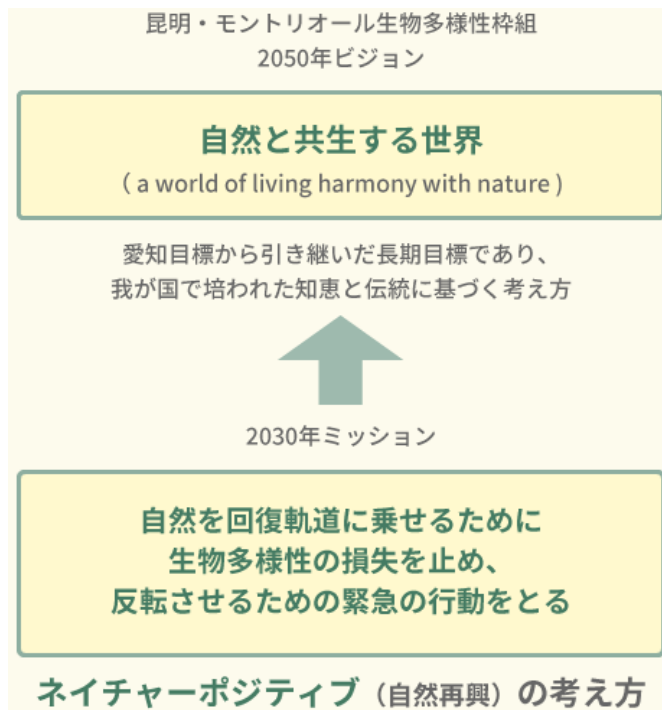 昆明・モントリオール生物多様性枠組
2050年ビジョン
自然と共生する世界
( a world of living harmony with nature )
愛知目標から引き継いだ長期目標であり、
我が国で培われた知恵と伝統に基づく考え方
2030年ミッション
自然を回復軌道に乗せるために
生物多様性の損失を止め、
反転させるための緊急の行動をとる
ネイチャーポジティブ（自然再興）の考え方